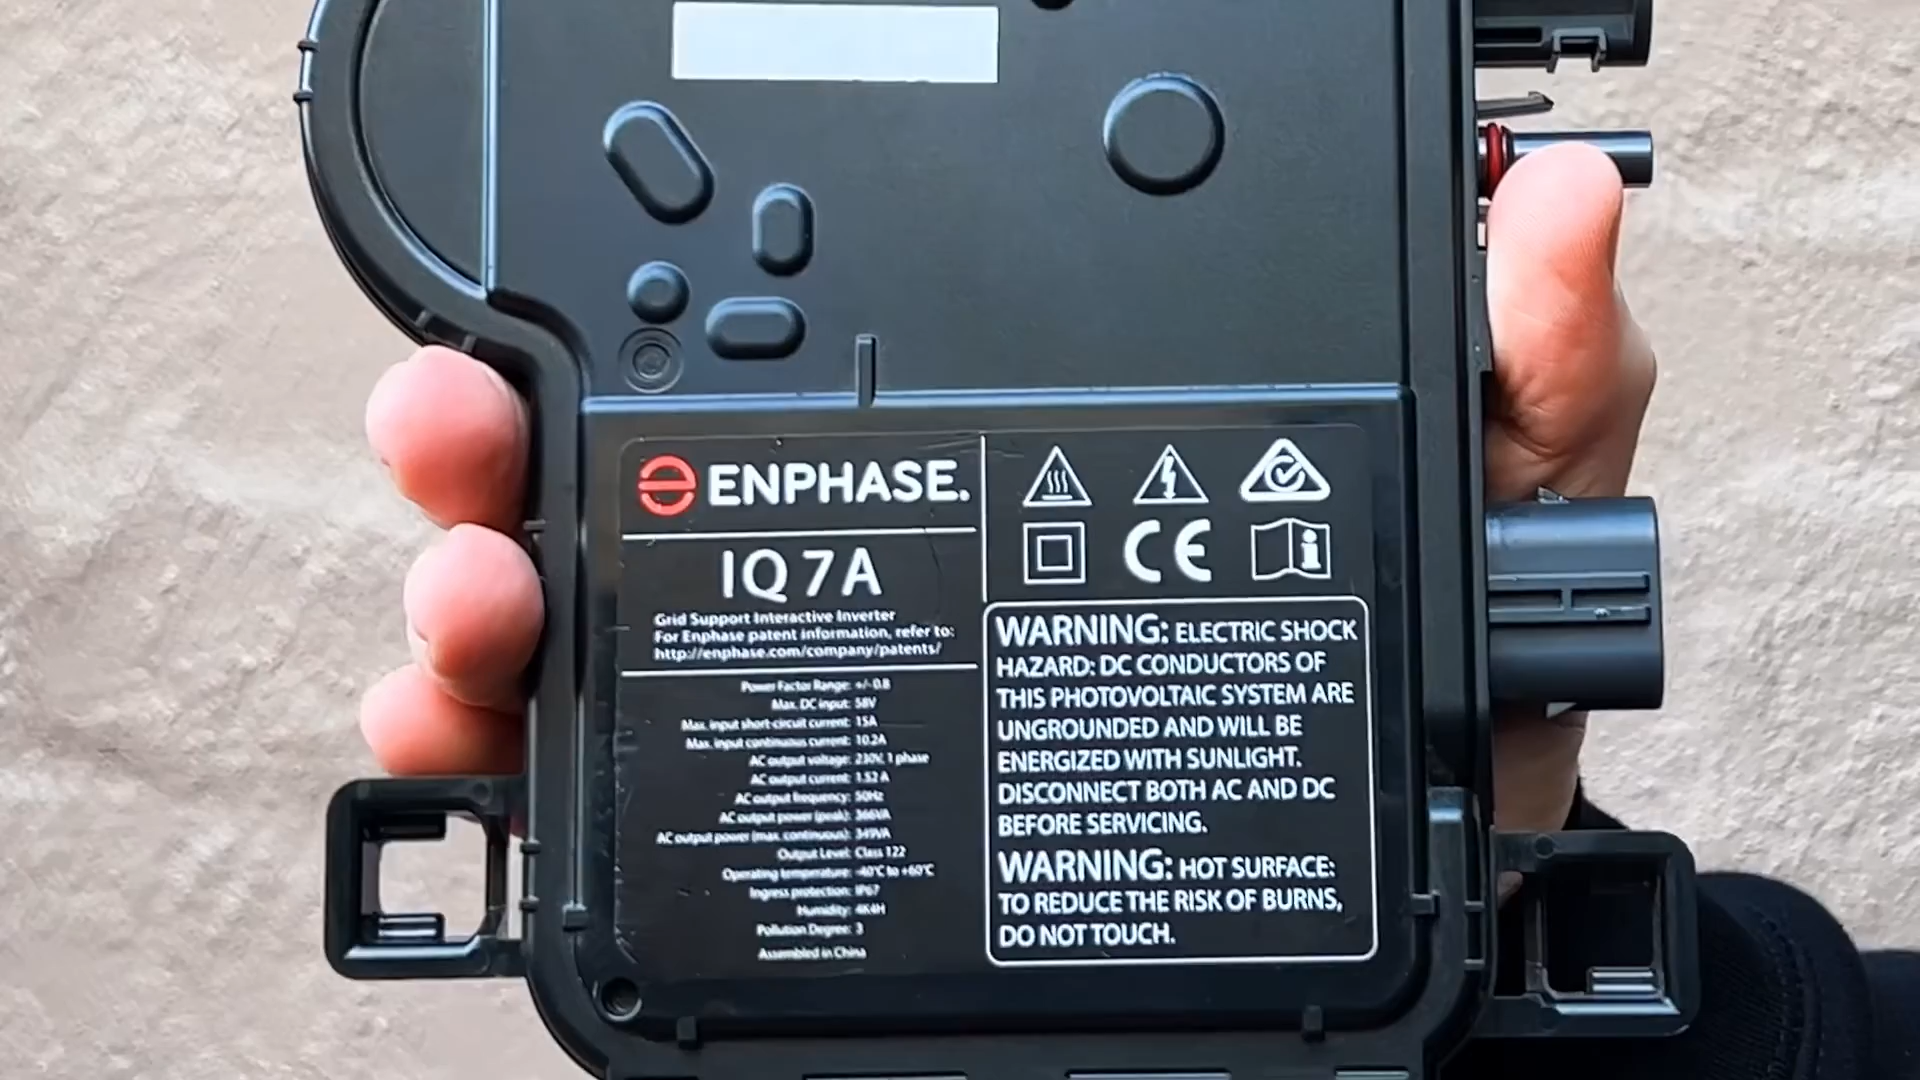 ENPHASE.
IQ 7A
Grid Support Interactive Inverter
For Enphase patent information, refer to:
http://enphase.com/company/patents/
Power Factor Range: +/- 0.8
Max. DC input: 58V
Max. input short-circuit current: 15A
Max. input continuous current: 10.2A
AC output voltage: 230V, 1 phase
AC output current: 1.52 A
AC output frequency: 50Hz
AC output power (peak): 366VA
AC output power (max. continuous): 349VA
Output Level: Class 122
Operating temperature: -40°C to +60°C
Ingress protection: IP67
Humidity: 4K4H
Pollution Degree: 3
Assembled in China
CE
WARNING: ELECTRIC SHOCK
HAZARD: DC CONDUCTORS OF
THIS PHOTOVOLTAIC SYSTEM ARE
UNGROUNDED AND WILL BE
ENERGIZED WITH SUNLIGHT.
DISCONNECT BOTH AC AND DC
BEFORE SERVICING.
WARNING: HOT SURFACE:
TO REDUCE THE RISK OF BURNS,
DO NOT TOUCH.